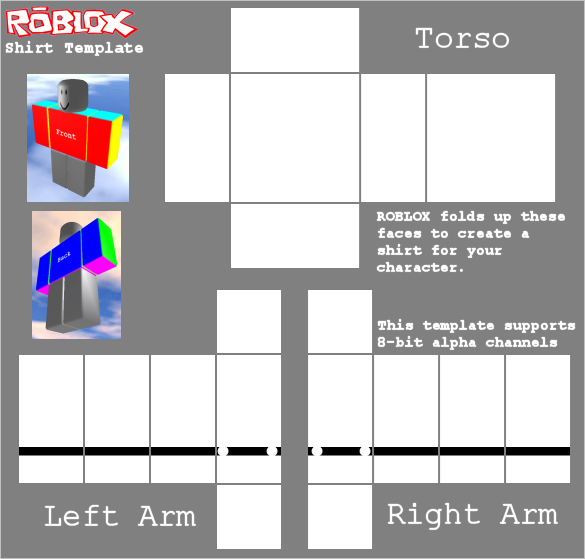 ROBLOX
Shirt Template
Torso
Front
Back
ROBLOX folds up these
faces to create a
shirt for your
character.
This template supports
8-bit alpha channels
Left Arm
Right Arm